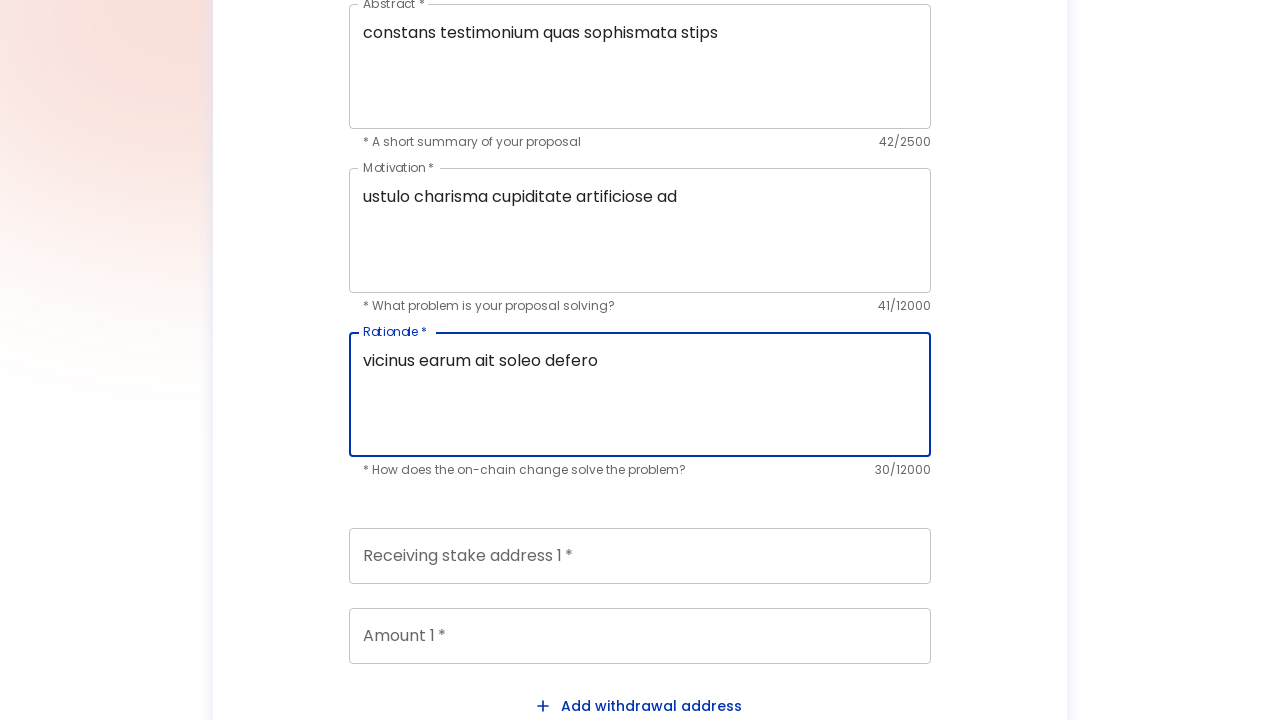 Abstract *
constans testimonium quas sophismata stips
* A short summary of your proposal 42/2500
Motivation *
ustulo charisma cupiditate artificiose ad
* What problem is your proposal solving? 41/12000
Rationale *
vicinus earum ait soleo defero
* How does the on-chain change solve the problem? 30/12000
Receiving stake address 1 *
Amount 1 *
+ Add withdrawal address